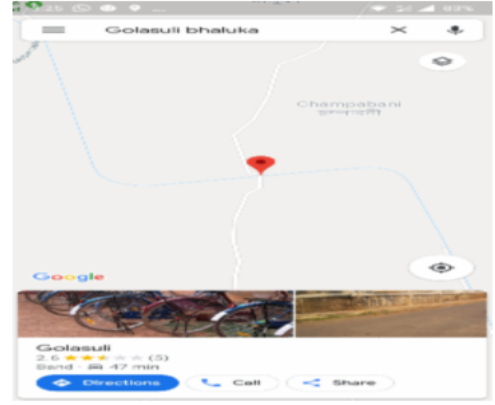 Golasuli bhaluka
Champabani
Google
Golasuli
2.6 (5)
47 min
Directions
Call
Share